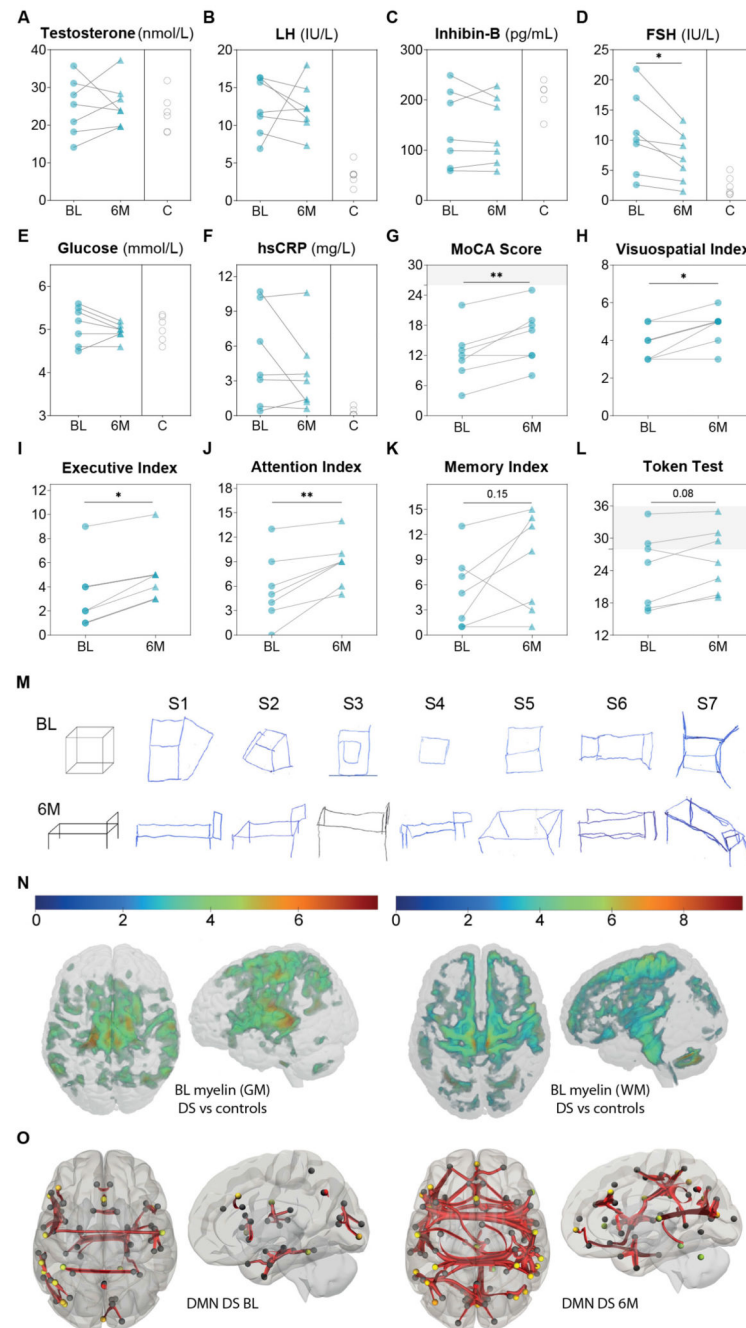 A Testosterone (nmol/L) B LH (IU/L) C Inhibin-B (pg/mL) D FSH (IU/L)
40 20 300 25
30 15 200 20
20 10 100 15
10 5 0 10
0 0 5
0
*
BL 6M C BL 6M C BL 6M C BL 6M C
E Glucose (mmol/L) F hsCRP (mg/L) G MoCA Score H Visuospatial Index
6 12 30 8
5 9 24 6
4 6 18 4
3 3 12 2
0 6 0
0
** *
BL 6M C BL 6M C BL 6M BL 6M
I Executive Index J Attention Index K Memory Index L Token Test
12 18 15 36
10 15 12 30
8 12 9 24
6 9 6 18
4 6 3 12
2 3 0
0 0
* ** 0.15 0.08
BL 6M BL 6M BL 6M BL 6M
M
S1 S2 S3 S4 S5 S6 S7
BL
6M
N
0 2 4 6 0 2 4 6 8
BL myelin (GM) BL myelin (WM)
DS vs controls DS vs controls
O
DMN DS BL DMN DS 6M